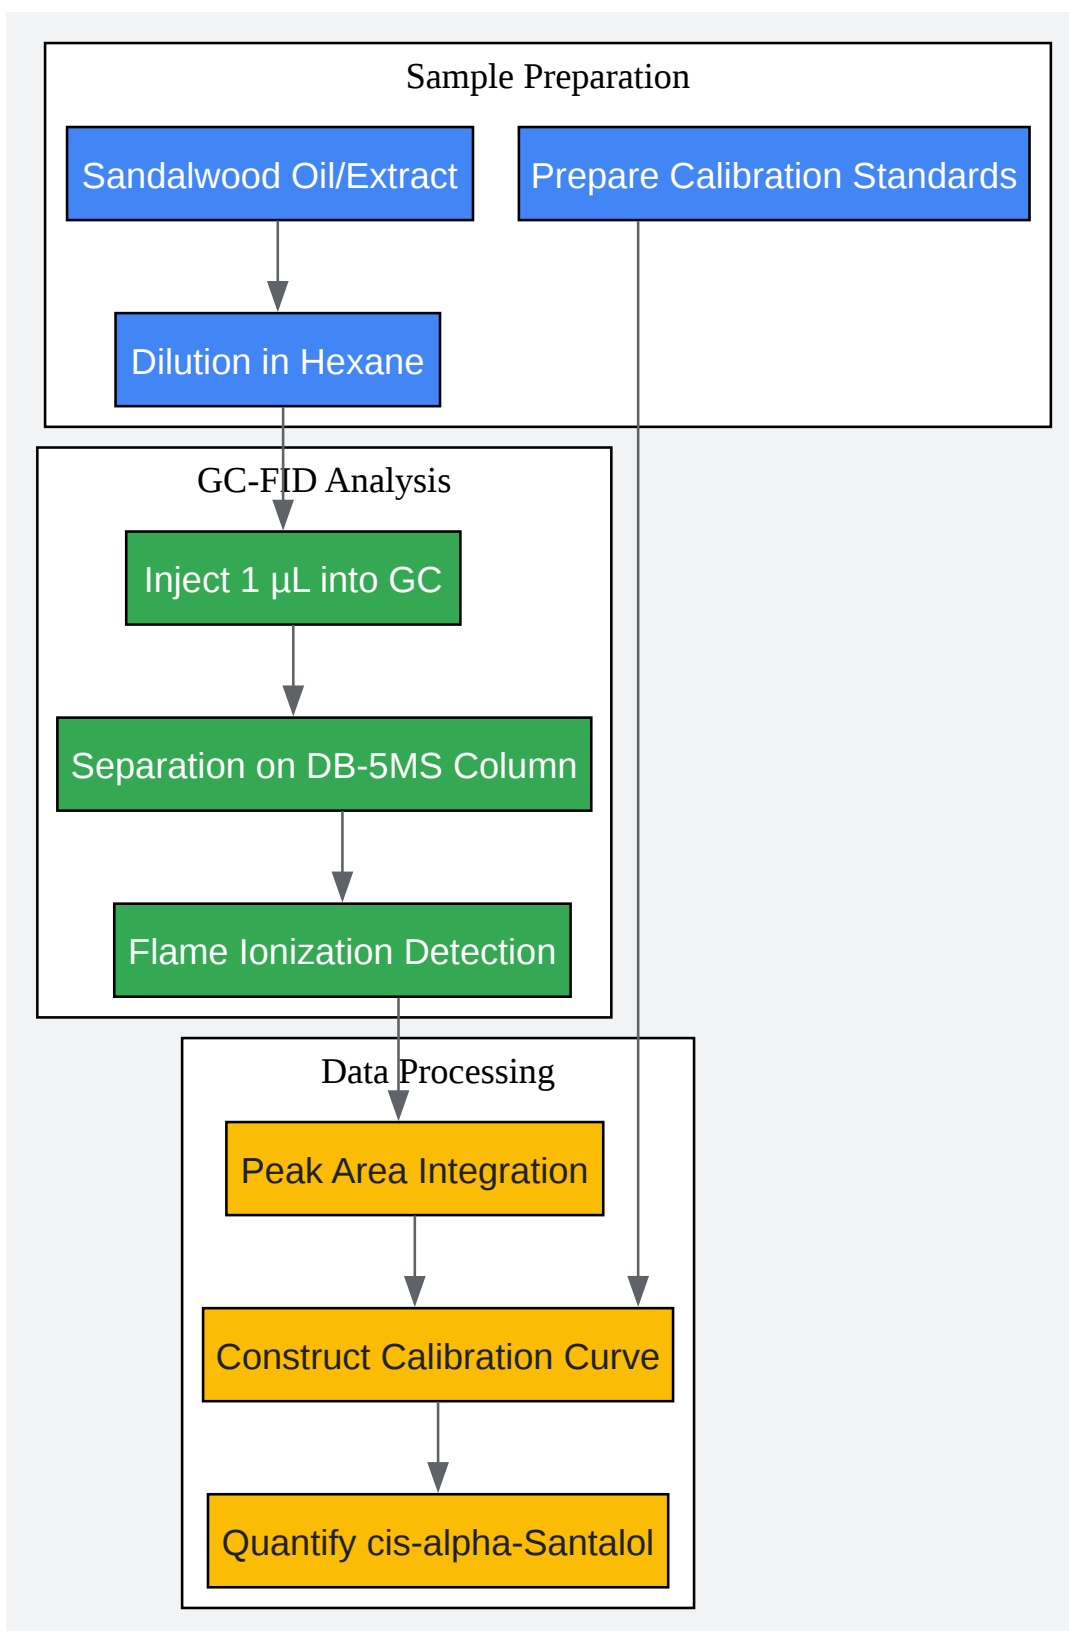 Sample Preparation
Sandalwood Oil/Extract
Prepare Calibration Standards
Dilution in Hexane
GC-FID Analysis
Inject 1 µL into GC
Separation on DB-5MS Column
Flame Ionization Detection
Data Processing
Peak Area Integration
Construct Calibration Curve
Quantify cis-alpha-Santalol